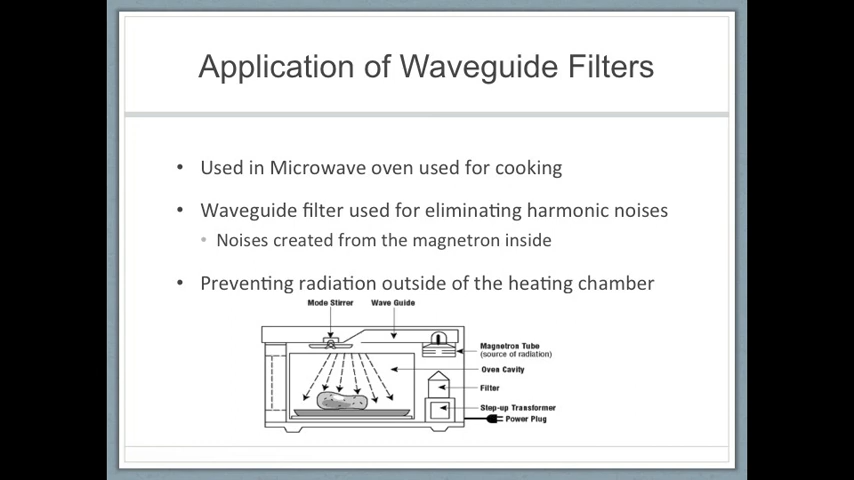 Application of Waveguide Filters
• Used in Microwave oven used for cooking
• Waveguide filter used for eliminating harmonic noises
• Noises created from the magnetron inside
• Preventing radiation outside of the heating chamber
Mode Stirrer
Wave Guide
Magnetron Tube
(source of radiation)
Oven Cavity
Filter
Step-up Transformer
Power Plug